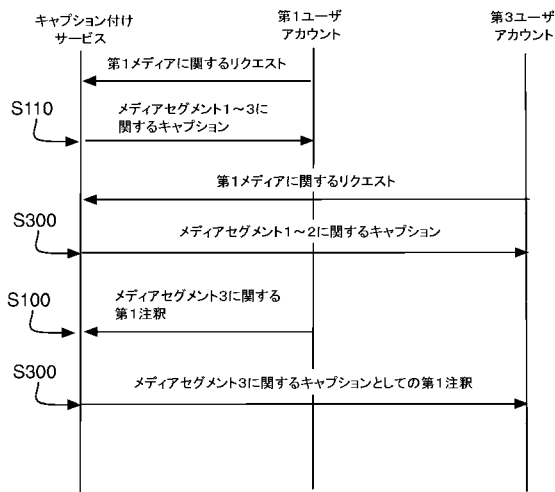 キャプション付け
サービス
第1ユーザ
アカウント
第3ユーザ
アカウント
第1メディアに関するリクエスト
S110
メディアセグメント1～3に
関するキャプション
第1メディアに関するリクエスト
S300
メディアセグメント1～2に関するキャプション
S100
メディアセグメント3に関する
第1注釈
S300
メディアセグメント3に関するキャプションとしての第1注釈